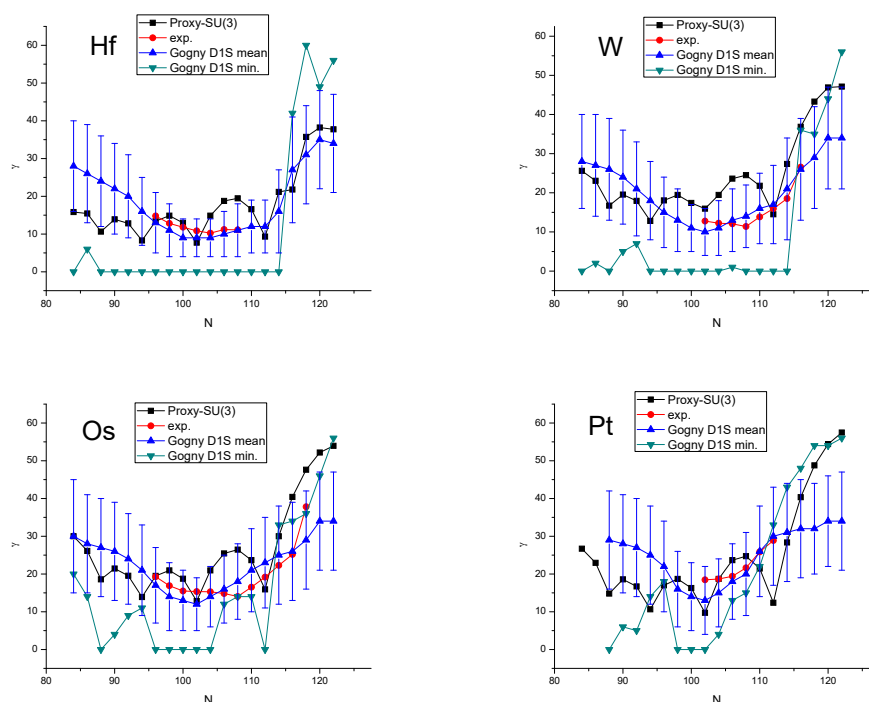 Hf
Proxy-SU(3)
exp.
Gogny D1S mean
Gogny D1S min.
60
50
40
30
20
10
0
γ
80 90 100 110 120
N
W
Proxy-SU(3)
exp.
Gogny D1S mean
Gogny D1S min.
60
50
40
30
20
10
0
γ
80 90 100 110 120
N
Os
Proxy-SU(3)
exp.
Gogny D1S mean
Gogny D1S min.
60
50
40
30
20
10
0
γ
80 90 100 110 120
N
Pt
Proxy-SU(3)
exp.
Gogny D1S mean
Gogny D1S min.
60
50
40
30
20
10
0
γ
80 90 100 110 120
N